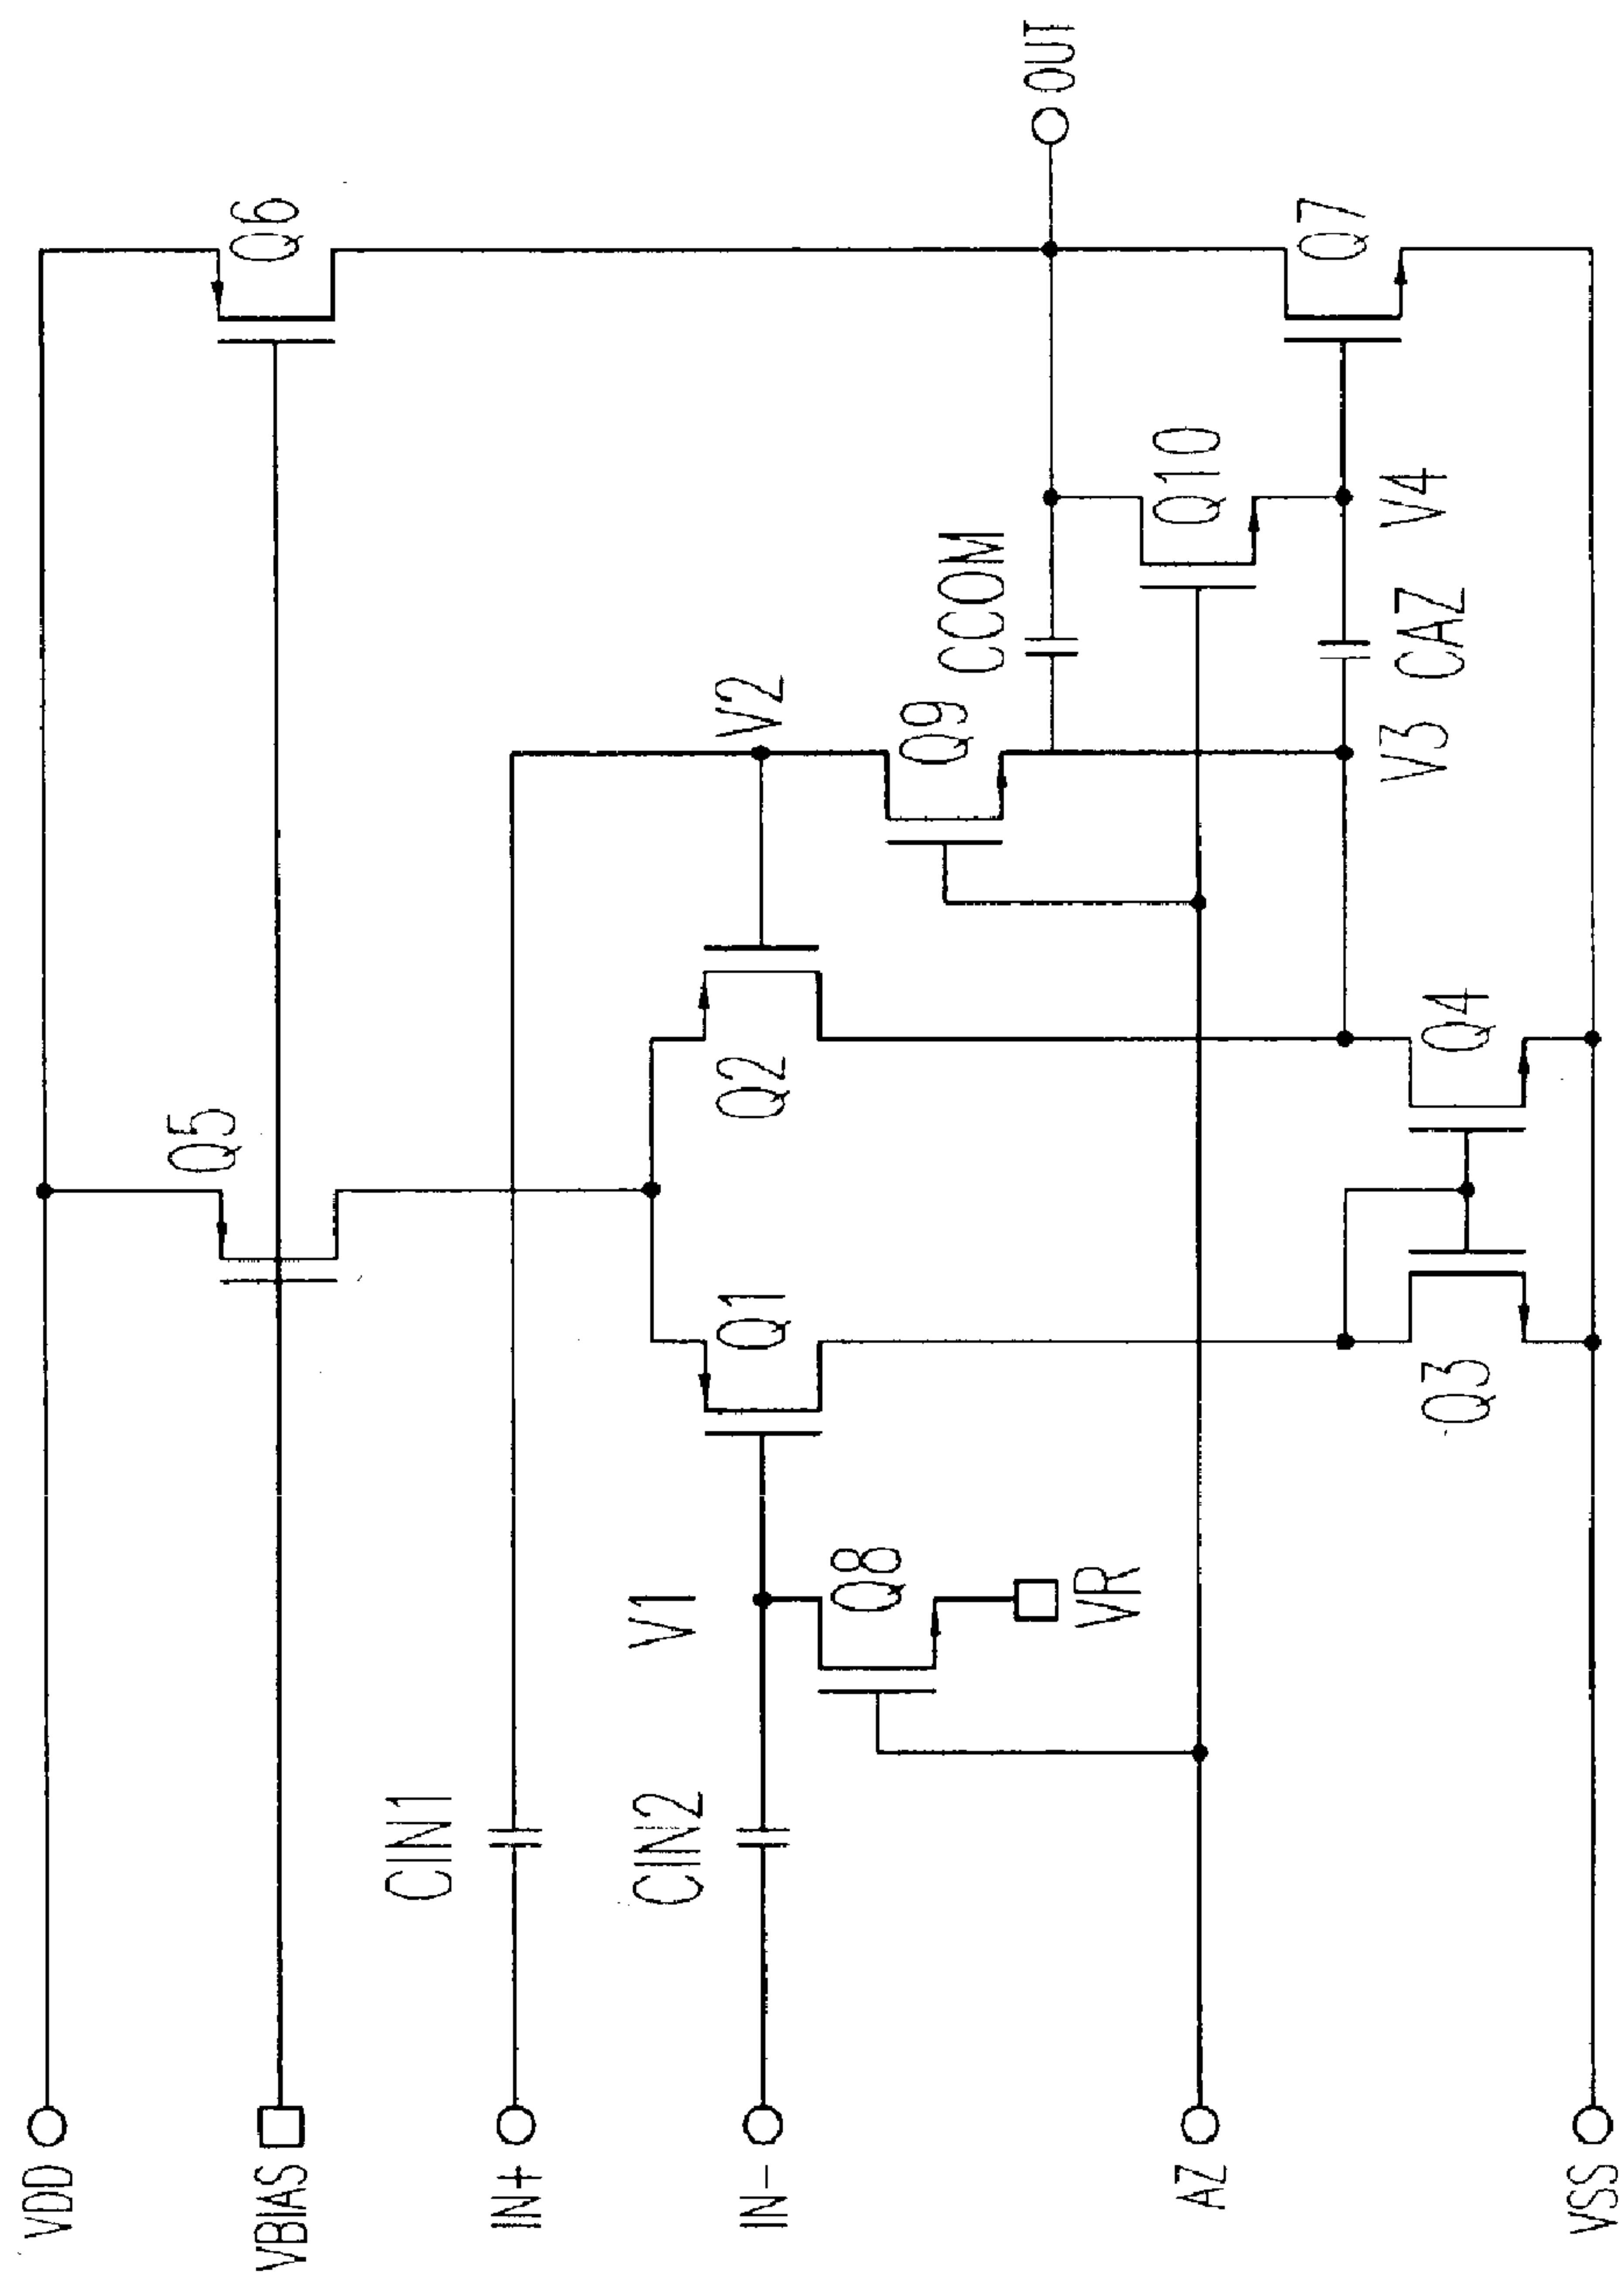 VDD
VBIAS
IN+
IN-
AZ
VSS
CIN1
CIN2
V1
Q8
VR
Q1
Q3
Q5
Q2
Q4
V2
Q9
V3
CCOM
CAZ
Q10
V4
Q6
Q7
OUT